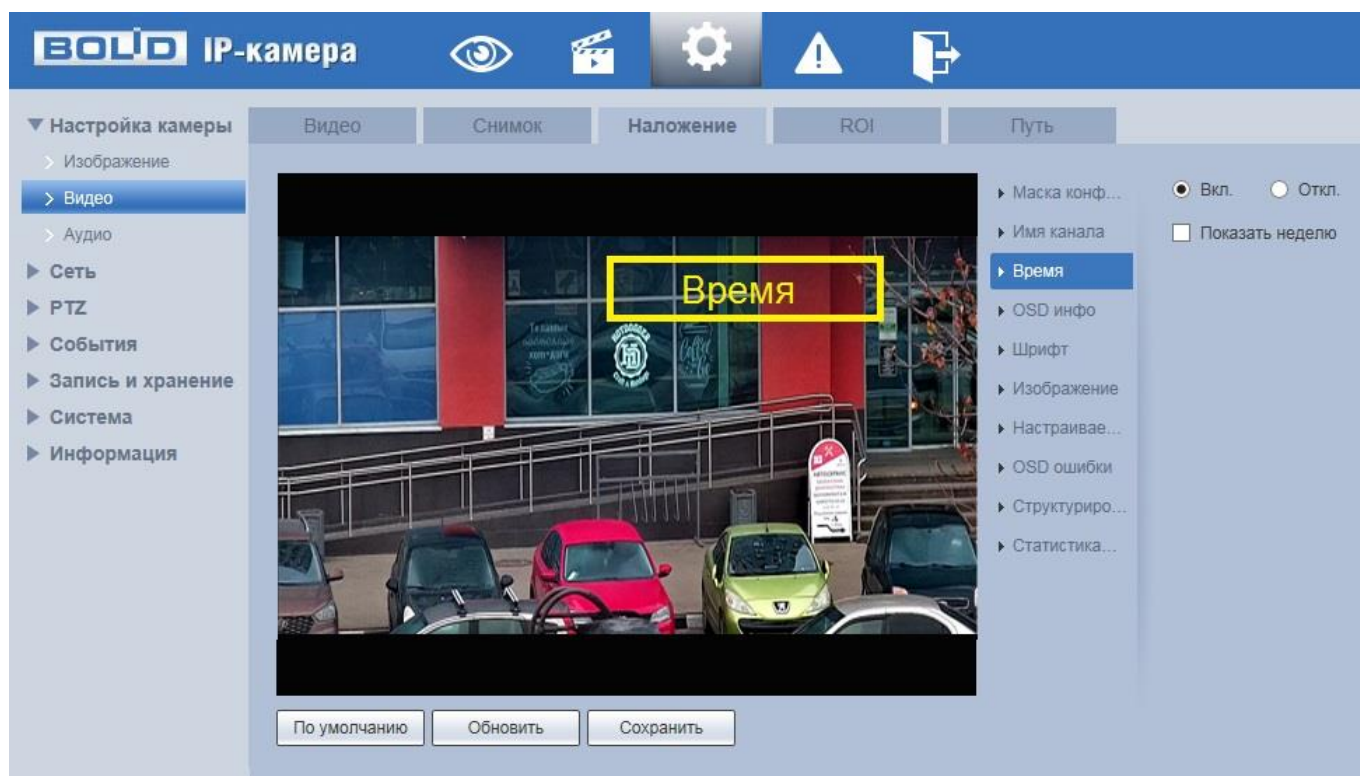 BOLID IP-камера
Настройка камеры
Изображение
Видео
Аудио
Сеть
PTZ
События
Запись и хранение
Система
Информация
Видео Снимок Наложение ROI Путь
Время
АВТОСЕРВИС
Маска конф...
Имя канала
Время
OSD инфо
Шрифт
Изображение
Настраивае...
OSD ошибки
Структуриро...
Статистика...
Вкл. Откл.
Показать неделю
По умолчанию Обновить Сохранить